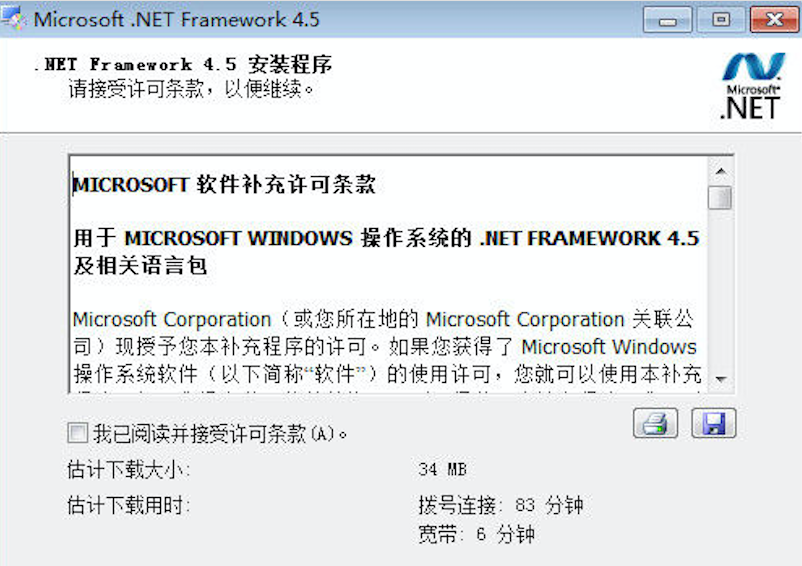 Microsoft .NET Framework 4.5
.NET Framework 4.5 安装程序
请接受许可条款，以便继续。
Microsoft
.NET
MICROSOFT 软件补充许可条款
用于 MICROSOFT WINDOWS 操作系统的 .NET FRAMEWORK 4.5
及相关语言包
Microsoft Corporation（或您所在地的 Microsoft Corporation 关联公
司）现授予您本补充程序的许可。如果您获得了 Microsoft Windows
操作系统软件（以下简称“软件”）的使用许可，您就可以使用本补充
我已阅读并接受许可条款(A)。
估计下载大小: 34 MB
估计下载用时: 拨号连接: 83 分钟
宽带: 6 分钟